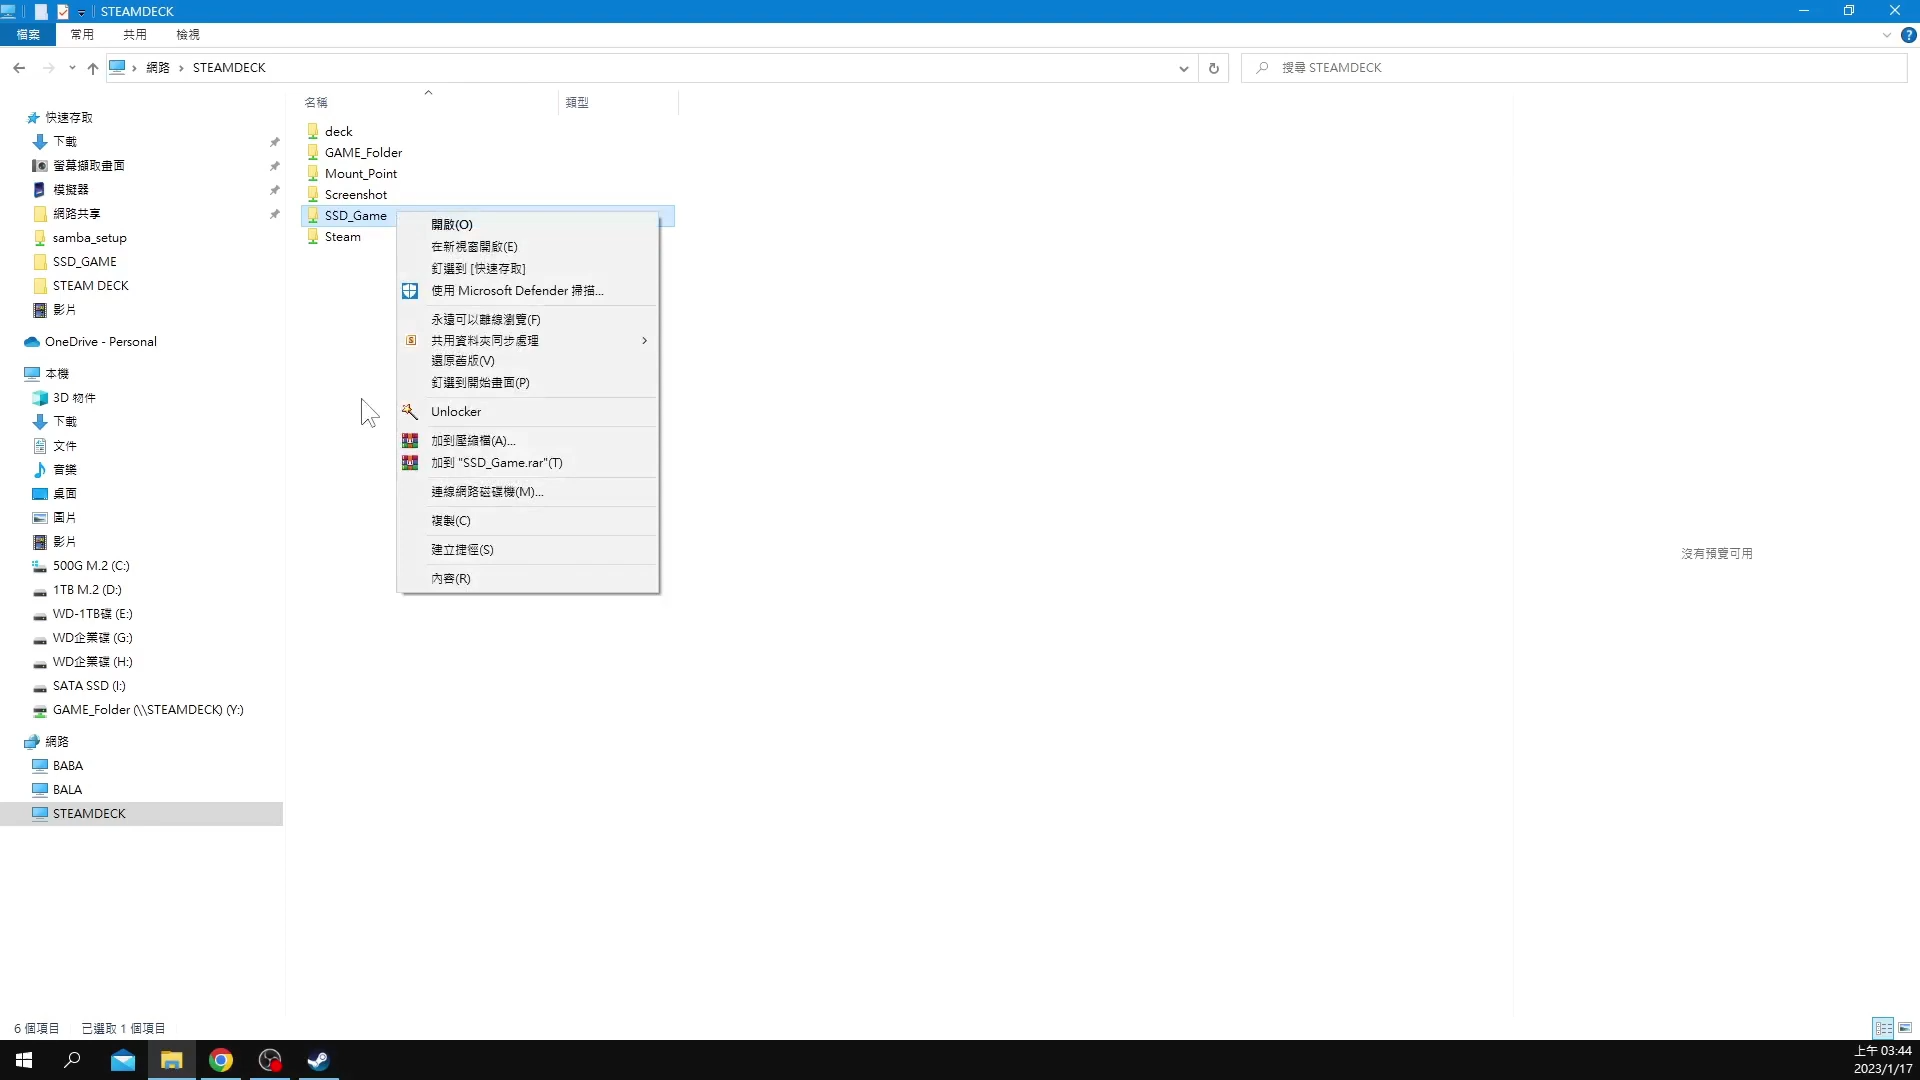 STEAMDECK
檔案 常用 共用 檢視
網路 STEAMDECK 搜尋 STEAMDECK
名稱 類型
快速存取
下載
螢幕擷取畫面
模擬器
網路共享
samba_setup
SSD_GAME
STEAM DECK
影片
OneDrive - Personal
本機
3D 物件
下載
文件
音樂
桌面
圖片
影片
500G M.2 (C:)
1TB M.2 (D:)
WD-1TB碟 (E:)
WD企業碟 (G:)
WD企業碟 (H:)
SATA SSD (I:)
GAME_Folder (\\STEAMDECK) (Y:)
網路
BABA
BALA
STEAMDECK
deck
GAME_Folder
Mount_Point
Screenshot
SSD_Game
Steam
開啟(O)
在新視窗開啟(E)
釘選到 [快速存取]
使用 Microsoft Defender 掃描...
永遠可以離線瀏覽(F)
共用資料夾同步處理
還原舊版(V)
釘選到開始畫面(P)
Unlocker
加到壓縮檔(A)...
加到 "SSD_Game.rar"(T)
連線網路磁碟機(M)...
複製(C)
建立捷徑(S)
內容(R)
沒有預覽可用
6 個項目 已選取 1 個項目
上午 03:44
2023/1/17